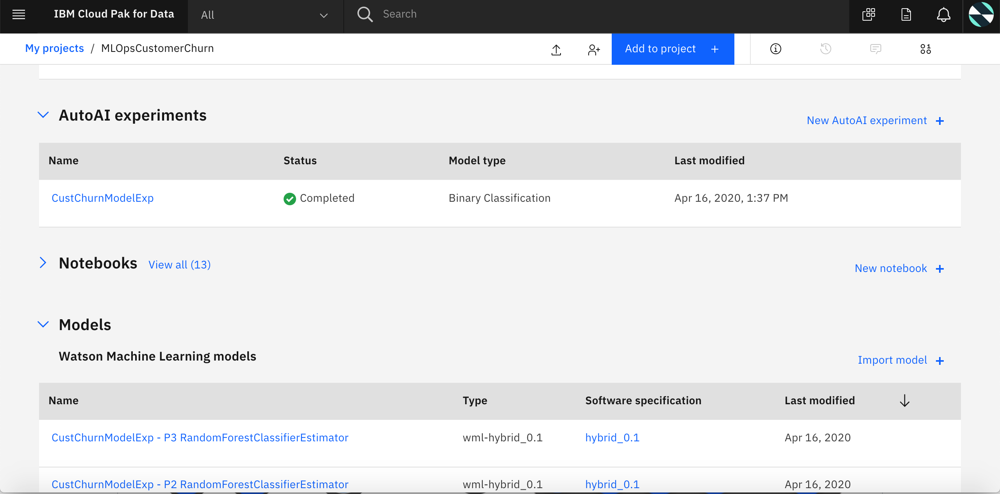 IBM Cloud Pak for Data
All
Search
My projects / MLOpsCustomerChurn
Add to project +
AutoAI experiments
New AutoAI experiment +
Name Status Model type Last modified
CustChurnModelExp Completed Binary Classification Apr 16, 2020, 1:37 PM
Notebooks View all (13)
New notebook +
Models
Watson Machine Learning models
Import model +
Name Type Software specification Last modified
CustChurnModelExp - P3 RandomForestClassifierEstimator wml-hybrid_0.1 hybrid_0.1 Apr 16, 2020
CustChurnModelExp - P2 RandomForestClassifierEstimator wml-hybrid_0.1 hybrid_0.1 Apr 16, 2020